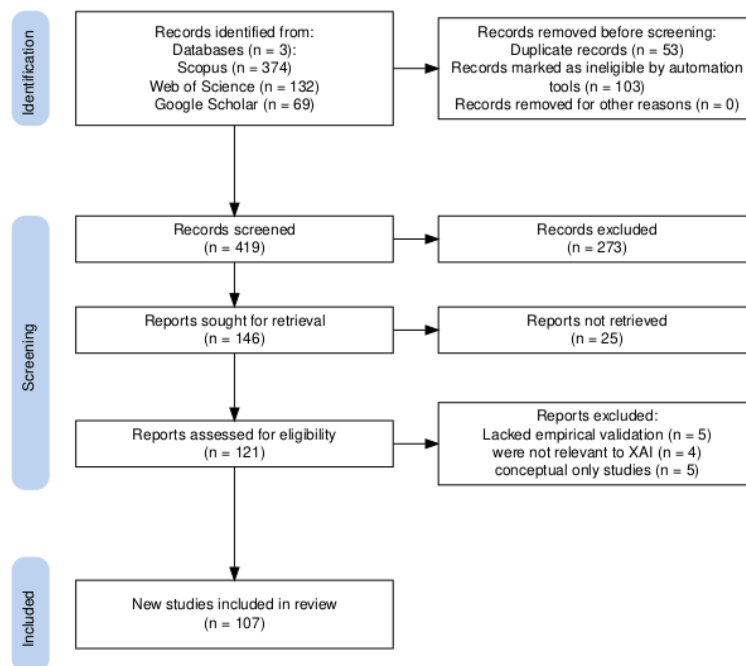 Identification
Records identified from:
Databases (n = 3):
Scopus (n = 374)
Web of Science (n = 132)
Google Scholar (n = 69)
Records removed before screening:
Duplicate records (n = 53)
Records marked as ineligible by automation
tools (n = 103)
Records removed for other reasons (n = 0)
Screening
Records screened
(n = 419)
Records excluded
(n = 273)
Reports sought for retrieval
(n = 146)
Reports not retrieved
(n = 25)
Reports assessed for eligibility
(n = 121)
Reports excluded:
Lacked empirical validation (n = 5)
were not relevant to XAI (n = 4)
conceptual only studies (n = 5)
Included
New studies included in review
(n = 107)